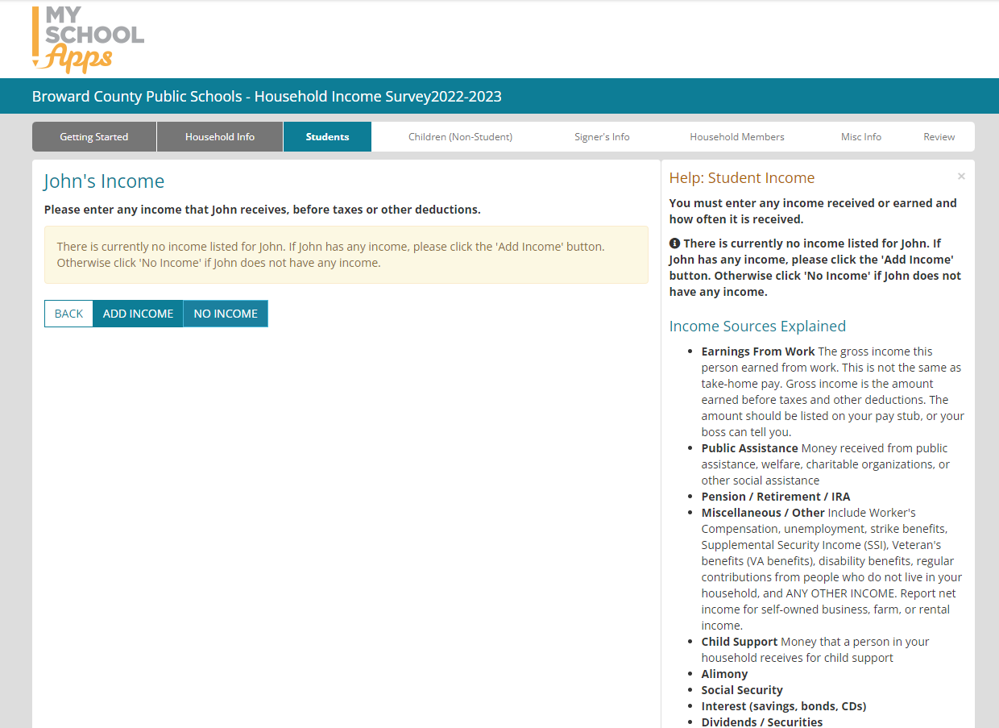 MY
SCHOOL
Apps
Broward County Public Schools - Household Income Survey2022-2023
Getting Started
Household Info
Students
Children (Non-Student)
Signer's Info
Household Members
Misc Info
Review
John's Income
Please enter any income that John receives, before taxes or other deductions.
There is currently no income listed for John. If John has any income, please click the 'Add Income' button.
Otherwise click 'No Income' if John does not have any income.
BACK
ADD INCOME
NO INCOME
Help: Student Income
×
You must enter any income received or earned and
how often it is received.
There is currently no income listed for John. If
John has any income, please click the 'Add Income'
button. Otherwise click 'No Income' if John does not
have any income.
Income Sources Explained
• Earnings From Work The gross income this
person earned from work. This is not the same as
take-home pay. Gross income is the amount
earned before taxes and other deductions. The
amount should be listed on your pay stub, or your
boss can tell you.
• Public Assistance Money received from public
assistance, welfare, charitable organizations, or
other social assistance
• Pension / Retirement / IRA
• Miscellaneous / Other Include Worker's
Compensation, unemployment, strike benefits,
Supplemental Security Income (SSI), Veteran's
benefits (VA benefits), disability benefits, regular
contributions from people who do not live in your
household, and ANY OTHER INCOME. Report net
income for self-owned business, farm, or rental
income.
• Child Support Money that a person in your
household receives for child support
• Alimony
• Social Security
• Interest (savings, bonds, CDs)
• Dividends / Securities